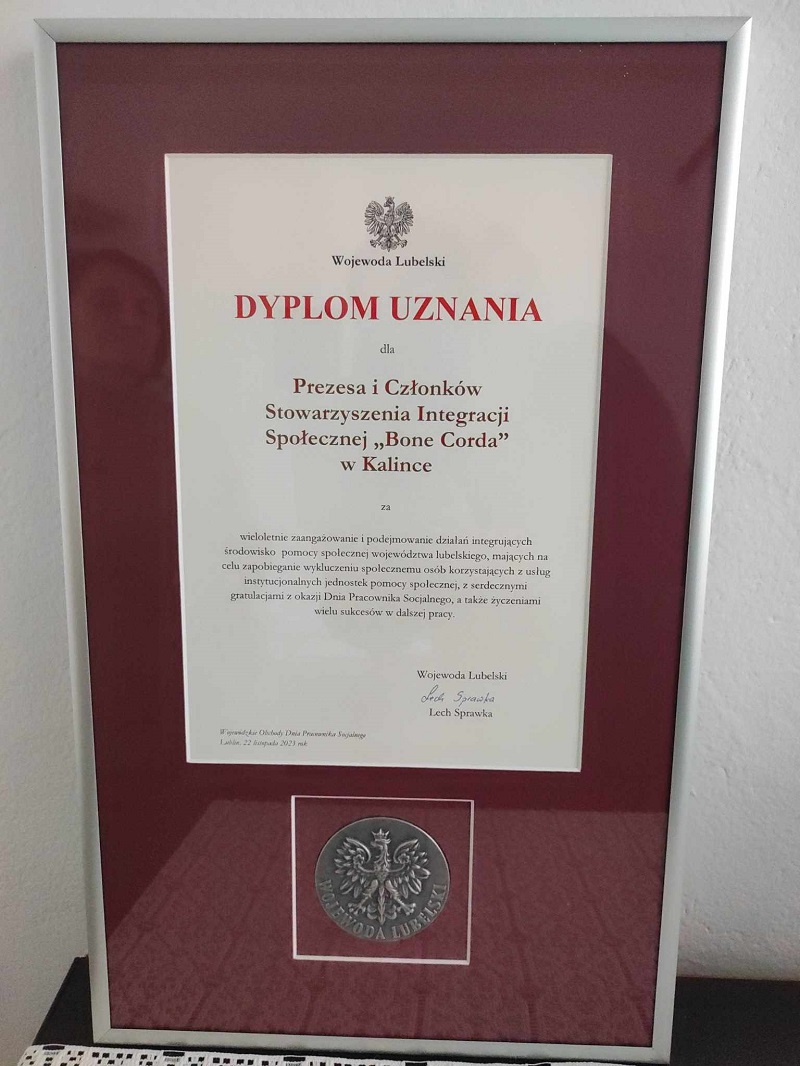 Wojewoda Lubelski
DYPLOM UZNANIA
dla
Prezesa i Członków
Stowarzyszenia Integracji
Społecznej „Bone Corda”
w Kalince
za
wieloletnie zaangażowanie i podejmowanie działań integrujących
środowisko pomocy społecznej województwa lubelskiego, mających na
celu zapobieganie wykluczeniu społecznemu osób korzystających z usług
instytucjonalnych jednostek pomocy społecznej, z serdecznymi
gratulacjami z okazji Dnia Pracownika Socjalnego, a także życzeniami
wielu sukcesów w dalszej pracy.
Wojewoda Lubelski
Lech Sprawka
Lech Sprawka
Wojewódzkie Obchody Dnia Pracownika Socjalnego
Lublin, 22 listopada 2023 rok
WOJEWODA LUBELSKI